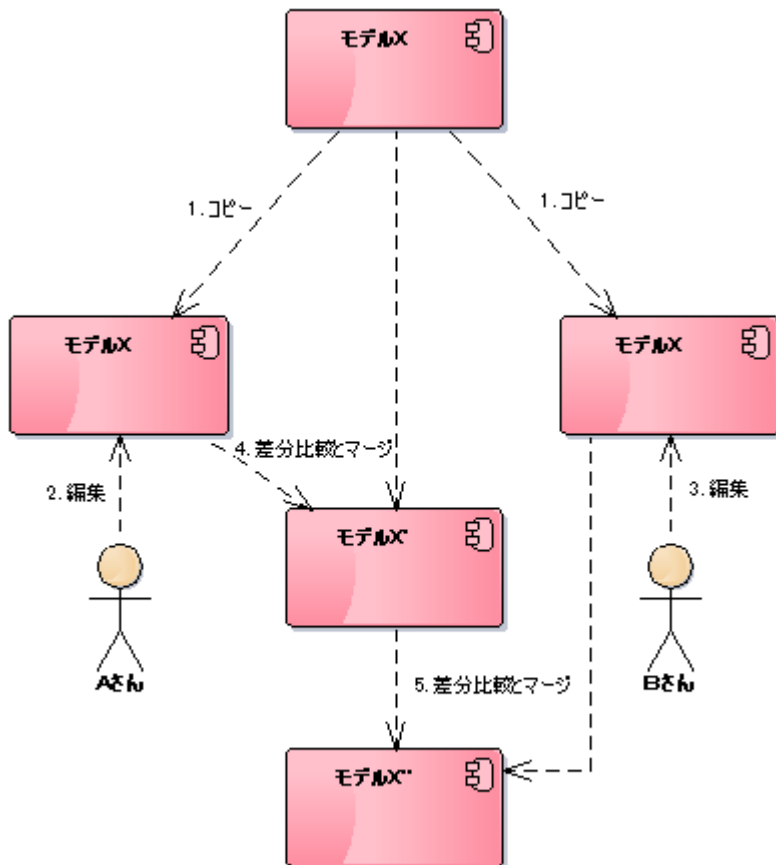 モデルX
1.コピー
1.コピー
モデルX
モデルX
4.差分比較とマージ
2.編集
3.編集
モデルX'
Aさん
5.差分比較とマージ
Bさん
モデルX''